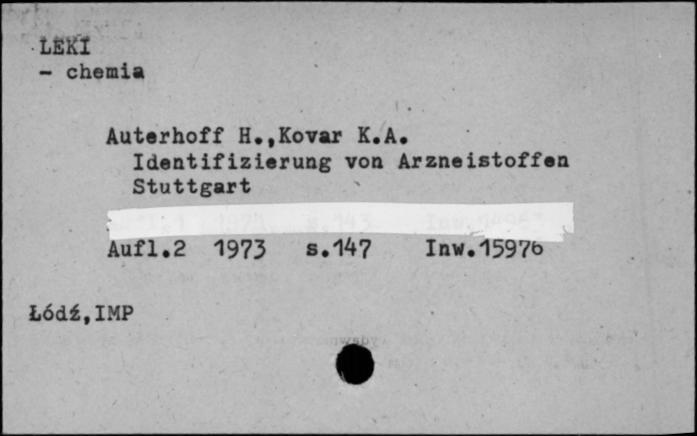 LEKI
- chemia
Auterhoff H.,Kovar K.A.
Identifizierung von Arzneistoffen
Stuttgart
Aufl.2 1973 s.147 Inw.15976
Łódź,IMP